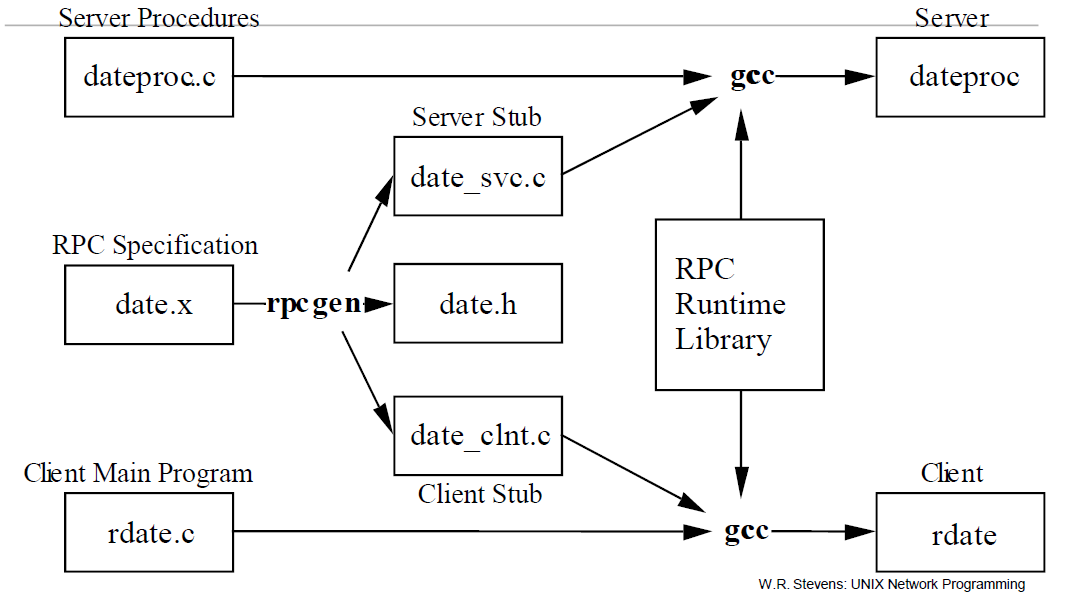 Server Procedures
Server
dateproc.c
gcc
dateproc
Server Stub
date_svc.c
RPC Specification
date.x
rpcgen
date.h
RPC
Runtime
Library
date_clnt.c
Client Stub
Client Main Program
Client
rdate.c
gcc
rdate
W.R. Stevens: UNIX Network Programming